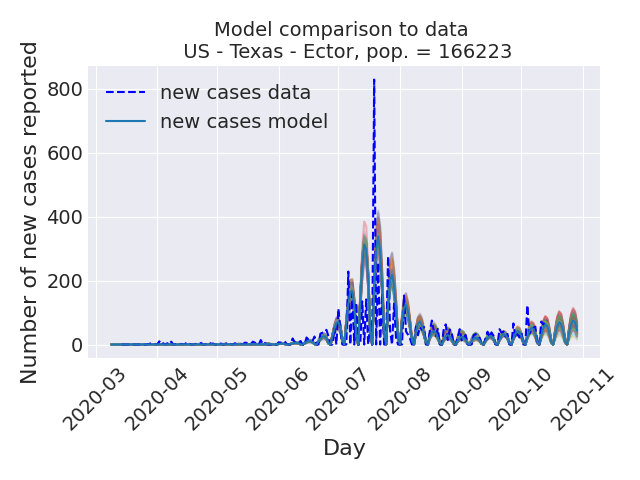 Model comparison to data
US - Texas - Ector, pop. = 166223
new cases data
new cases model
Number of new cases reported
800
600
400
200
0
2020-03
2020-04
2020-05
2020-06
2020-07
2020-08
2020-09
2020-10
2020-11
Day